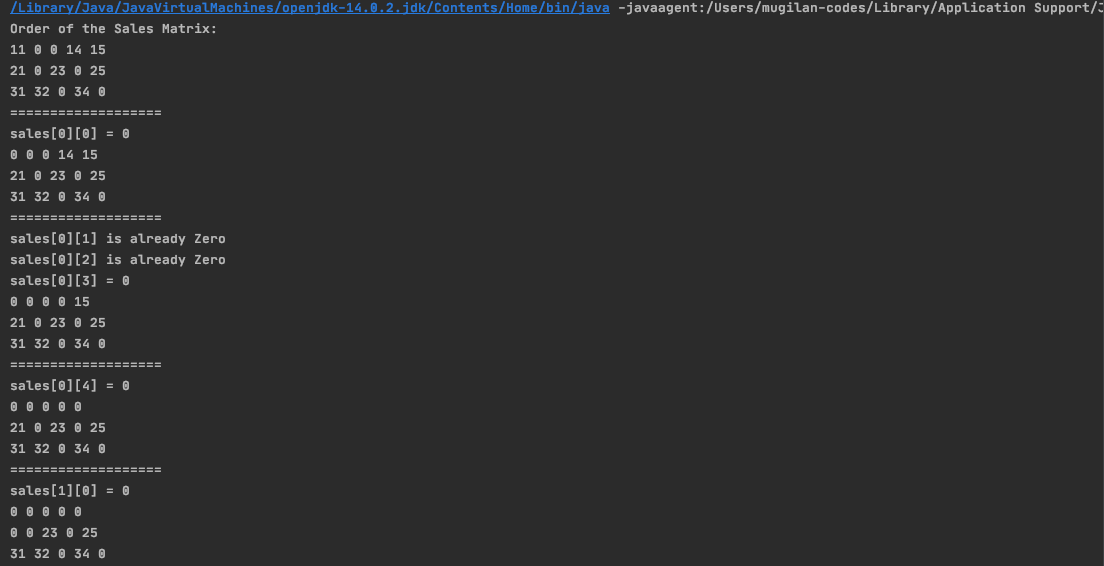 /Library/Java/JavaVirtualMachines/openjdk-14.0.2.jdk/Contents/Home/bin/java -javaagent:/Users/mugilan-codes/Library/Application Support/J
Order of the Sales Matrix:
11 0 0 14 15
21 0 23 0 25
31 32 0 34 0
===================
sales[0][0] = 0
0 0 0 14 15
21 0 23 0 25
31 32 0 34 0
===================
sales[0][1] is already Zero
sales[0][2] is already Zero
sales[0][3] = 0
0 0 0 0 15
21 0 23 0 25
31 32 0 34 0
===================
sales[0][4] = 0
0 0 0 0 0
21 0 23 0 25
31 32 0 34 0
===================
sales[1][0] = 0
0 0 0 0 0
0 0 23 0 25
31 32 0 34 0